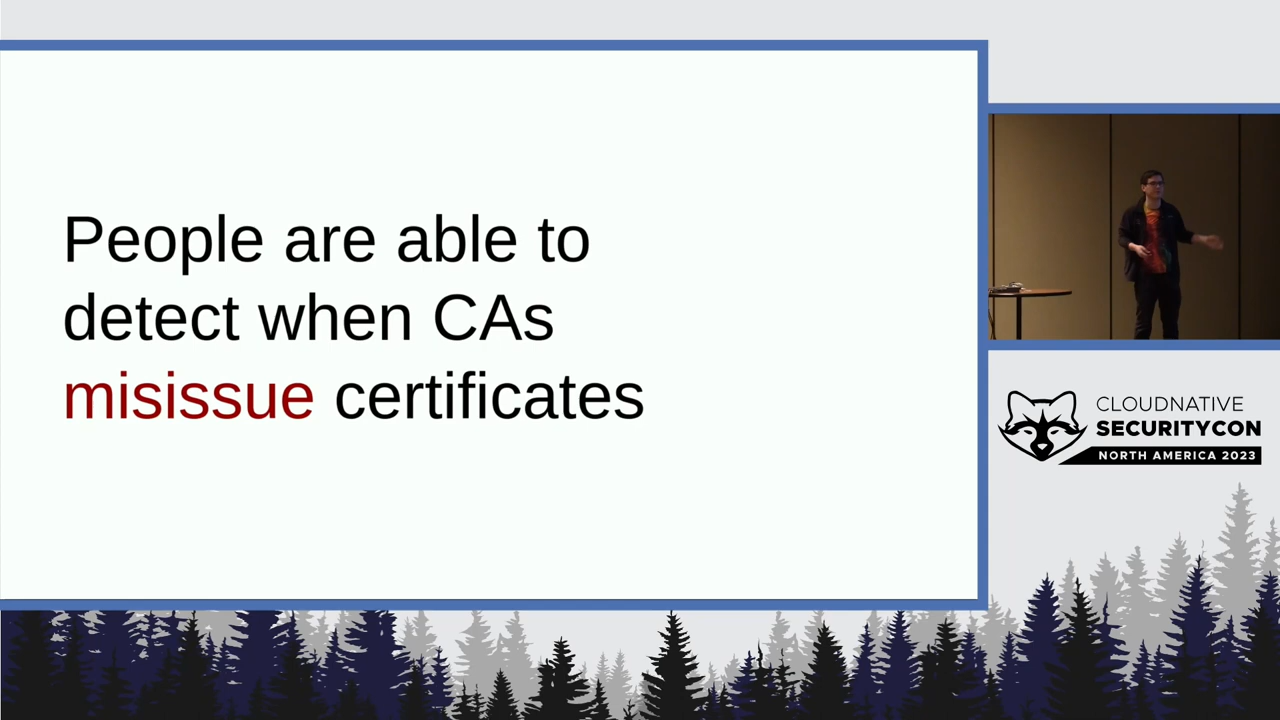 People are able to
detect when CAs
misissue certificates
CLOUDNATIVE
SECURITYCON
NORTH AMERICA 2023